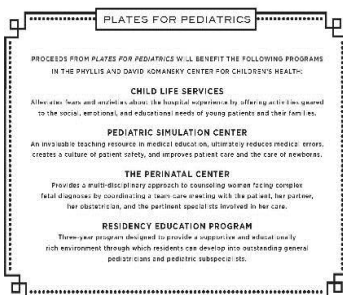 PLATES FOR PEDIATRICS
PROCEEDS FROM PLATES FOR PEDIATRICS WILL BENEFIT THE FOLLOWING PROGRAMS
IN THE PHYLLIS AND DAVID KOMANSKY CENTER FOR CHILDREN'S HEALTH:
CHILD LIFE SERVICES
Alleviates fears and anxieties about the hospital experience by offering activities geared
to the social, emotional, and educational needs of young patients and their families.
PEDIATRIC SIMULATION CENTER
An invaluable teaching resource in medical education, ultimately reduces medical errors,
creates a culture of patient safety, and improves patient care and the care of newborns.
THE PERINATAL CENTER
Provides a multi-disciplinary approach to counseling women facing complex
fetal diagnoses by coordinating a team care meeting with the patient, her partner,
her obstetrician, and the pertinent specialists involved in her care.
RESIDENCY EDUCATION PROGRAM
Three-year program designed to provide a supportive and educationally
rich environment through which residents can develop into outstanding general
pediatricians and pediatric subspecialists.